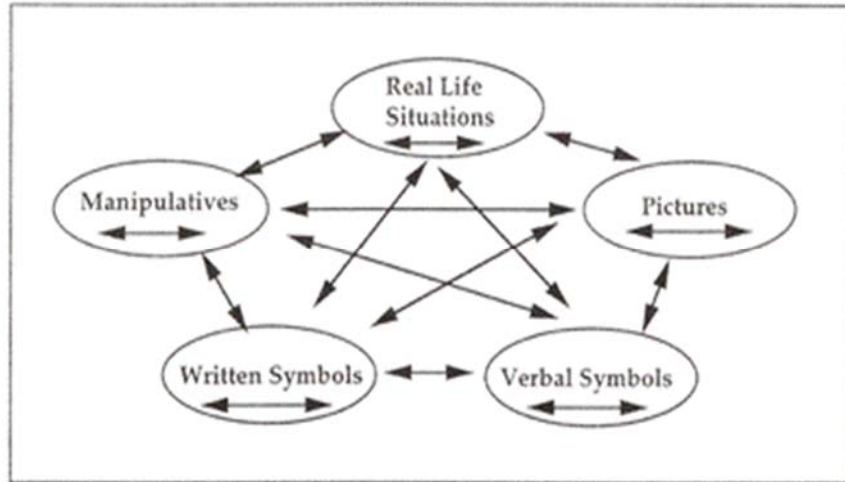 Real Life
Situations
Manipulatives
Pictures
Written Symbols
Verbal Symbols